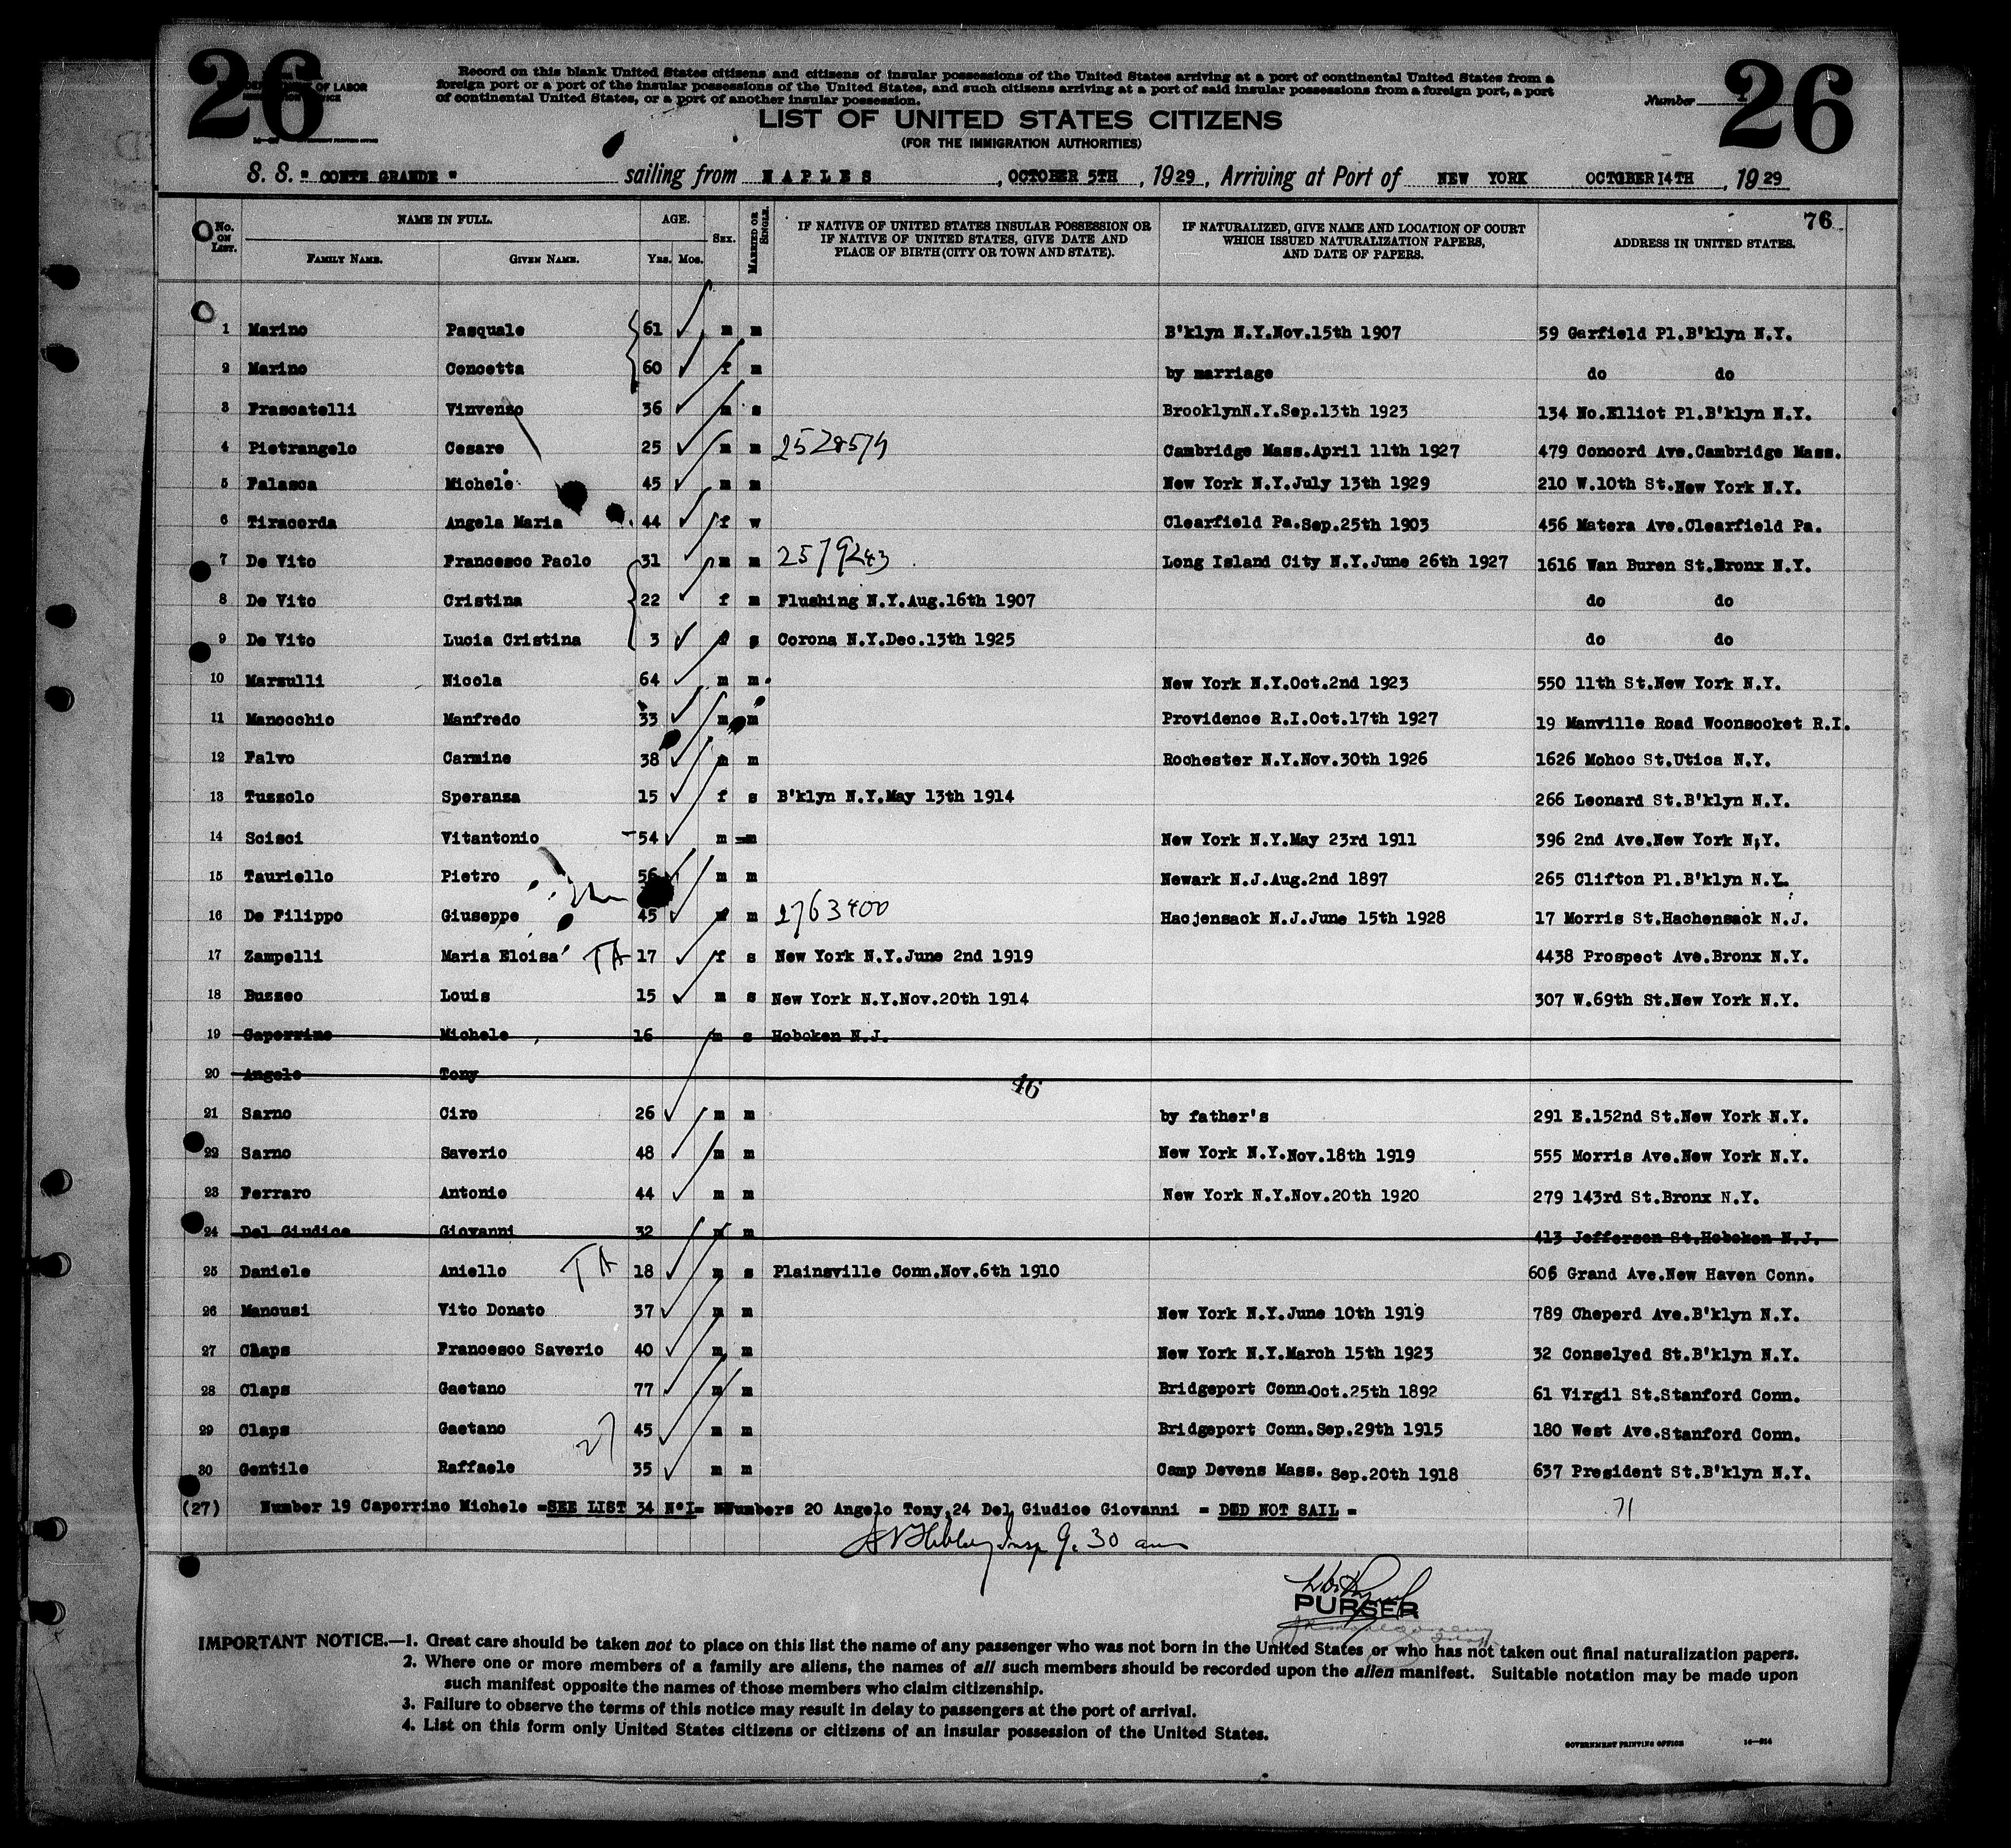 26
26
OF LABOR
Record on this blank United States citizens and citizens of insular possessions of the United States arriving at a port of continental United States from a
foreign port or a port of the insular possessions of the United States, and such citizens arriving at a port of said insular possessions from a foreign port, a port
of continental United States, or a port of another insular possession.
Number
LIST OF UNITED STATES CITIZENS
(FOR THE IMMIGRATION AUTHORITIES)
S. S. " CONTE GRANDE " sailing from NAPLES, OCTOBER 5TH, 1929, Arriving at Port of NEW YORK OCTOBER 14TH, 1929
76
No. ON LIST. NAME IN FULL. FAMILY NAME. GIVEN NAME. AGE. Yrs. Mos. SEX. MARRIED OR SINGLE. IF NATIVE OF UNITED STATES INSULAR POSSESSION OR IF NATIVE OF UNITED STATES, GIVE DATE AND PLACE OF BIRTH (CITY OR TOWN AND STATE). IF NATURALIZED, GIVE NAME AND LOCATION OF COURT WHICH ISSUED NATURALIZATION PAPERS, AND DATE OF PAPERS. ADDRESS IN UNITED STATES.
1 Marino Pasquale 61 m m B'klyn N.Y.Nov.15th 1907 59 Garfield Pl.B'klyn N.Y.
2 Marino Concetta 60 f m by marriage do do
3 Frascatelli Vinvenzo 36 m s BrooklynN.Y.Sep.13th 1923 134 No.Elliot Pl.B'klyn N.Y.
4 Pietrangelo Cesare 25 m m Cambridge Mass.April 11th 1927 479 Concord Ave.Cambridge Mass.
5 Falasca Michele 45 m m New York N.Y.July 13th 1929 210 W.10th St.New York N.Y.
6 Tiracorda Angela Maria 44 f w Clearfield Pa.Sep.25th 1903 456 Matera Ave.Clearfield Pa.
7 De Vito Francesco Paolo 31 m m 2579243 Long Island City N.Y.June 26th 1927 1616 Van Buren St.Bronx N.Y.
8 De Vito Cristina 22 f m Flushing N.Y.Aug.16th 1907 do do
9 De Vito Lucia Cristina 3 f s Corona N.Y.Dec.13th 1925 do do
10 Marzulli Nicola 64 m m New York N.Y.Oct.2nd 1923 550 11th St.New York N.Y.
11 Manocchio Manfredo 33 m m Providence R.I.Oct.17th 1927 19 Manville Road Woonsocket R.I.
12 Falvo Carmine 38 m m Rochester N.Y.Nov.30th 1926 1626 Mohoc St.Utica N.Y.
13 Tuzzolo Speranza 15 f s B'klyn N.Y.May 13th 1914 266 Leonard St.B'klyn N.Y.
14 Scisci Vitantonio 54 m m New York N.Y.May 23rd 1911 396 2nd Ave.New York N.Y.
15 Tauriello Pietro 56 m m Newark N.J.Aug.2nd 1897 265 Clifton Pl.B'klyn N.Y.
16 De Filippo Giuseppe 45 m m 2763400 Hacjensack N.J.June 15th 1928 17 Morris St.Hachensack N.J.
17 Zampelli Maria Eloisa TA 17 f s New York N.Y.June 2nd 1919 4438 Prospect Ave.Bronx N.Y.
18 Buzzeo Louis 15 m s New York N.Y.Nov.20th 1914 307 W.69th St.New York N.Y.
19 Caporrino Michele 16 m s Hoboken N.J.
20 Angelo Tony
46
21 Sarno Ciro 26 m m by father's 291 E.152nd St.New York N.Y.
22 Sarno Saverio 48 m m New York N.Y.Nov.18th 1919 555 Morris Ave.New York N.Y.
23 Ferraro Antonio 44 m m New York N.Y.Nov.20th 1920 279 143rd St.Bronx N.Y.
24 Del Giudice Giovanni 32 m m 413 Jefferson St.Hoboken N.J.
25 Daniele Aniello TA 18 m s Plainsville Conn.Nov.6th 1910 606 Grand Ave.New Haven Conn.
26 Mancusi Vito Donato 37 m m New York N.Y.June 10th 1919 789 Cheperd Ave.B'klyn N.Y.
27 Claps Francesco Saverio 40 m m New York N.Y.March 15th 1923 32 Conselyed St.B'klyn N.Y.
28 Claps Gaetano 77 m m Bridgeport Conn.Oct.25th 1892 61 Virgil St.Stanford Conn.
29 Claps Gaetano 27 45 m m Bridgeport Conn.Sep.29th 1915 180 West Ave.Stanford Conn.
30 Gentile Raffaele 35 m m Camp Devens Mass. Sep.20th 1918 637 President St.B'klyn N.Y.
(27) Number 19 Caporrino Michele =SEE LIST 34 N°I= Numbers 20 Angelo Tony,24 Del Giudice Giovanni = DED NOT SAIL = 71
Insp 9.30 am
PURSER
IMPORTANT NOTICE.—1. Great care should be taken not to place on this list the name of any passenger who was not born in the United States or who has not taken out final naturalization papers.
2. Where one or more members of a family are aliens, the names of all such members should be recorded upon the alien manifest. Suitable notation may be made upon
such manifest opposite the names of those members who claim citizenship.
3. Failure to observe the terms of this notice may result in delay to passengers at the port of arrival.
4. List on this form only United States citizens or citizens of an insular possession of the United States.
GOVERNMENT PRINTING OFFICE